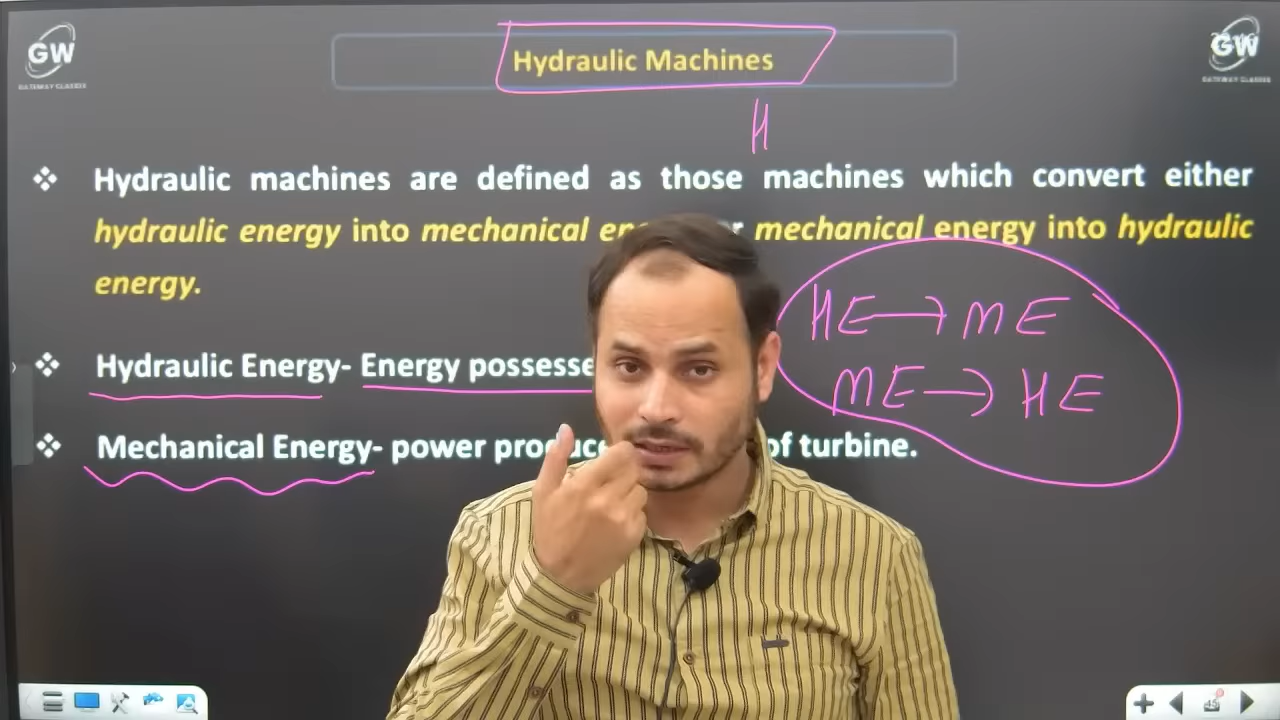 GW
GATEWAY CLASSES
Hydraulic Machines
GW
GATEWAY CLASSES
H
❖ Hydraulic machines are defined as those machines which convert either
hydraulic energy into mechanical mechanical energy into hydraulic
energy.
HE → ME
❖ Hydraulic Energy- Energy
ME → HE
❖ Mechanical Energy- power of turbine.